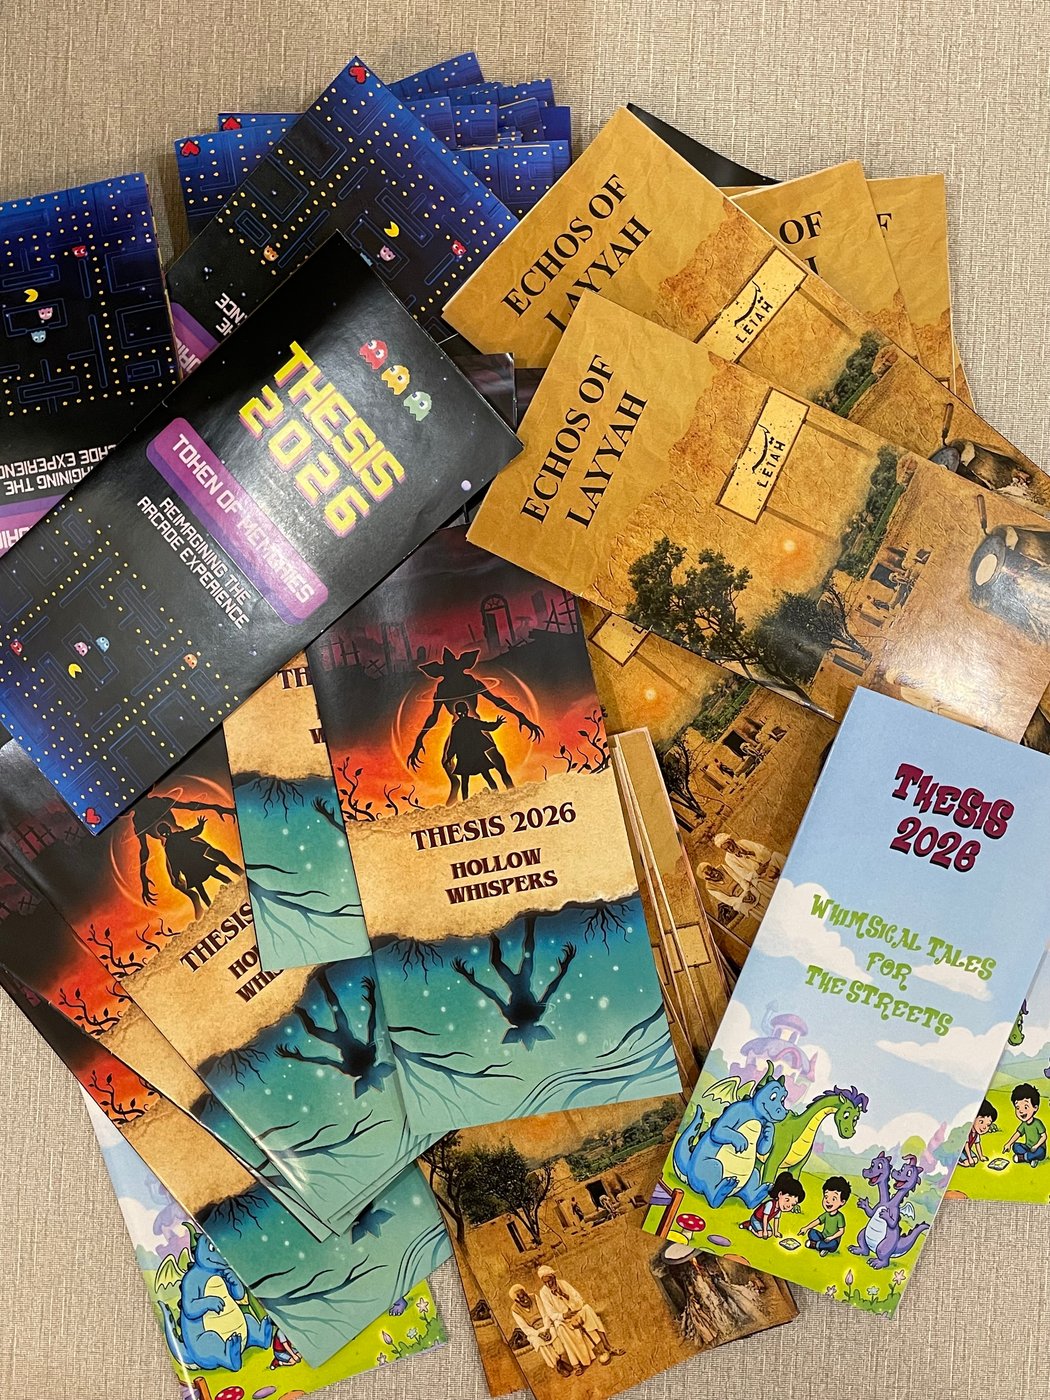 THESIS
2026
TOKEN OF MEMORIES
REIMAGINING THE
ARCADE EXPERIENCE
ECHOS OF
LAYYAH
LEIAH
ECHOS OF
LAYYAH
LEIAH
OF
THESIS 2026
HOLLOW
WHISPERS
THESIS
2026
WHIMSICAL TALES
FOR
THE STREETS